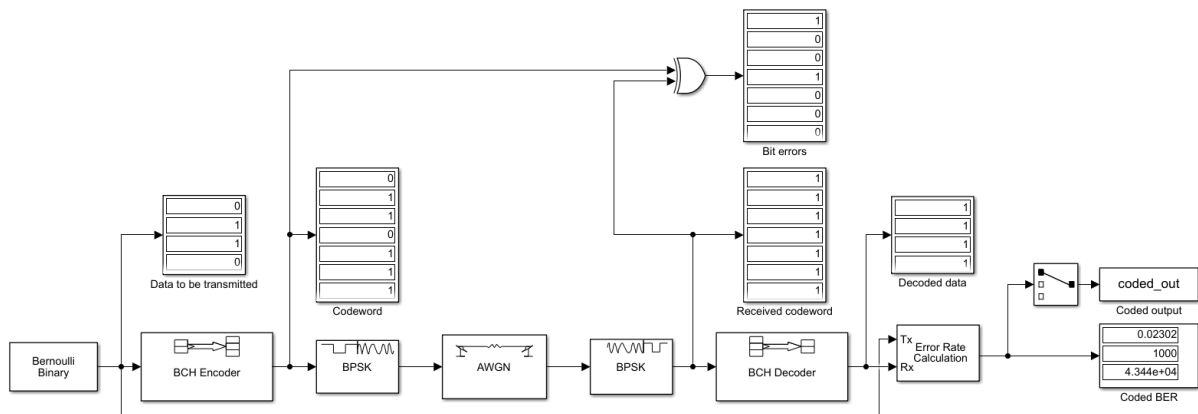 1
0
0
1
0
0
0
Bit errors
0
1
1
0
Data to be transmitted
0
1
1
0
1
1
1
Codeword
1
1
1
1
1
1
1
Received codeword
1
1
1
1
Decoded data
coded_out
Coded output
Bernoulli
Binary
BCH Encoder
BPSK
AWGN
BPSK
BCH Decoder
Tx
Rx
Error Rate
Calculation
0.02302
1000
4.344e+04
Coded BER